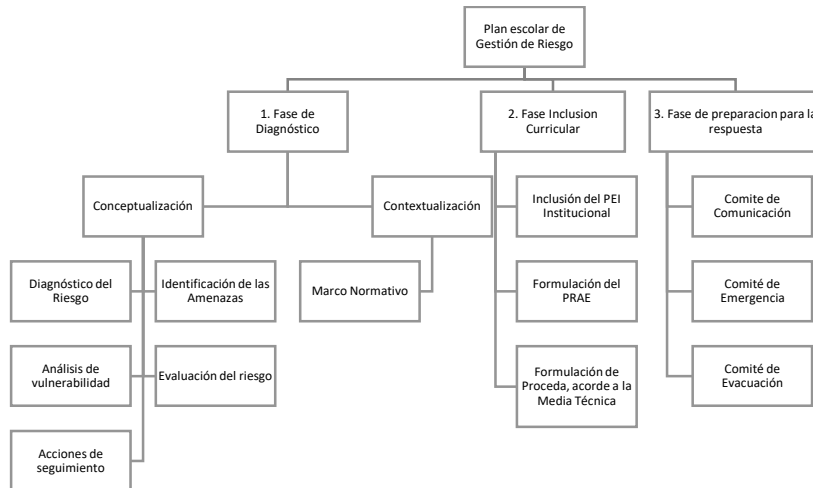 Plan escolar de
Gestión de Riesgo
1. Fase de
Diagnóstico
2. Fase Inclusion
Curricular
3. Fase de preparacion para la
respuesta
Conceptualización
Contextualización
Inclusión del PEI
Institucional
Comite de
Comunicación
Diagnóstico del
Riesgo
Identificación de las
Amenazas
Marco Normativo
Formulación del
PRAE
Comité de
Emergencia
Análisis de
vulnerabilidad
Evaluación del riesgo
Formulación de
Proceda, acorde a la
Media Técnica
Comité de
Evacuación
Acciones de
seguimiento